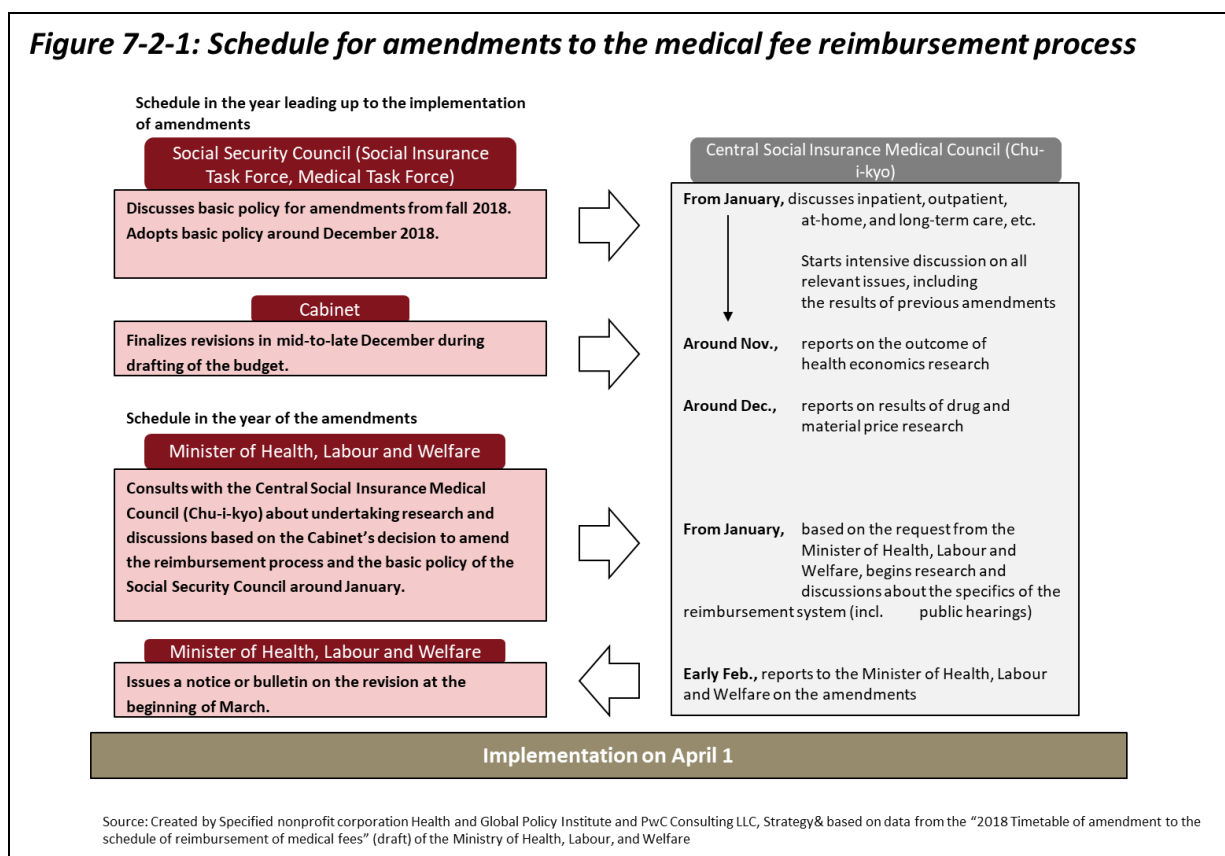 Figure 7-2-1: Schedule for amendments to the medical fee reimbursement process
Schedule in the year leading up to the implementation
of amendments
Social Security Council (Social Insurance
Task Force, Medical Task Force)
Discusses basic policy for amendments from fall 2018.
Adopts basic policy around December 2018.
Cabinet
Finalizes revisions in mid-to-late December during
drafting of the budget.
Schedule in the year of the amendments
Minister of Health, Labour and Welfare
Consults with the Central Social Insurance Medical
Council (Chu-i-kyo) about undertaking research and
discussions based on the Cabinet's decision to amend
the reimbursement process and the basic policy of the
Social Security Council around January.
Minister of Health, Labour and Welfare
Issues a notice or bulletin on the revision at the
beginning of March.
Central Social Insurance Medical Council (Chu-
i-kyo)
From January, discusses inpatient, outpatient,
at-home, and long-term care, etc.
Starts intensive discussion on all
relevant issues, including
the results of previous amendments
Around Nov., reports on the outcome of
health economics research
Around Dec., reports on results of drug and
material price research
From January, based on the request from the
Minister of Health, Labour and
Welfare, begins research and
discussions about the specifics of the
reimbursement system (incl. public hearings)
Early Feb., reports to the Minister of Health, Labour
and Welfare on the amendments
Implementation on April 1
Source: Created by Specified nonprofit corporation Health and Global Policy Institute and PwC Consulting LLC, Strategy& based on data from the "2018 Timetable of amendment to the
schedule of reimbursement of medical fees" (draft) of the Ministry of Health, Labour, and Welfare